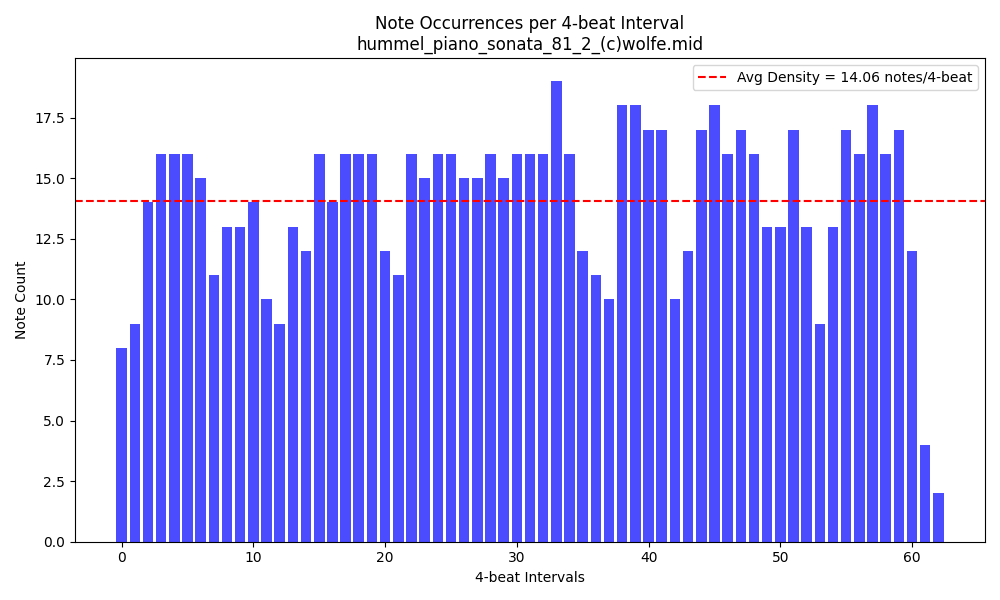 Note Occurrences per 4-beat Interval
hummel_piano_sonata_81_2_(c)wolfe.mid
Avg Density = 14.06 notes/4-beat
Note Count
17.5
15.0
12.5
10.0
7.5
5.0
2.5
0.0
0 10 20 30 40 50 60
4-beat Intervals